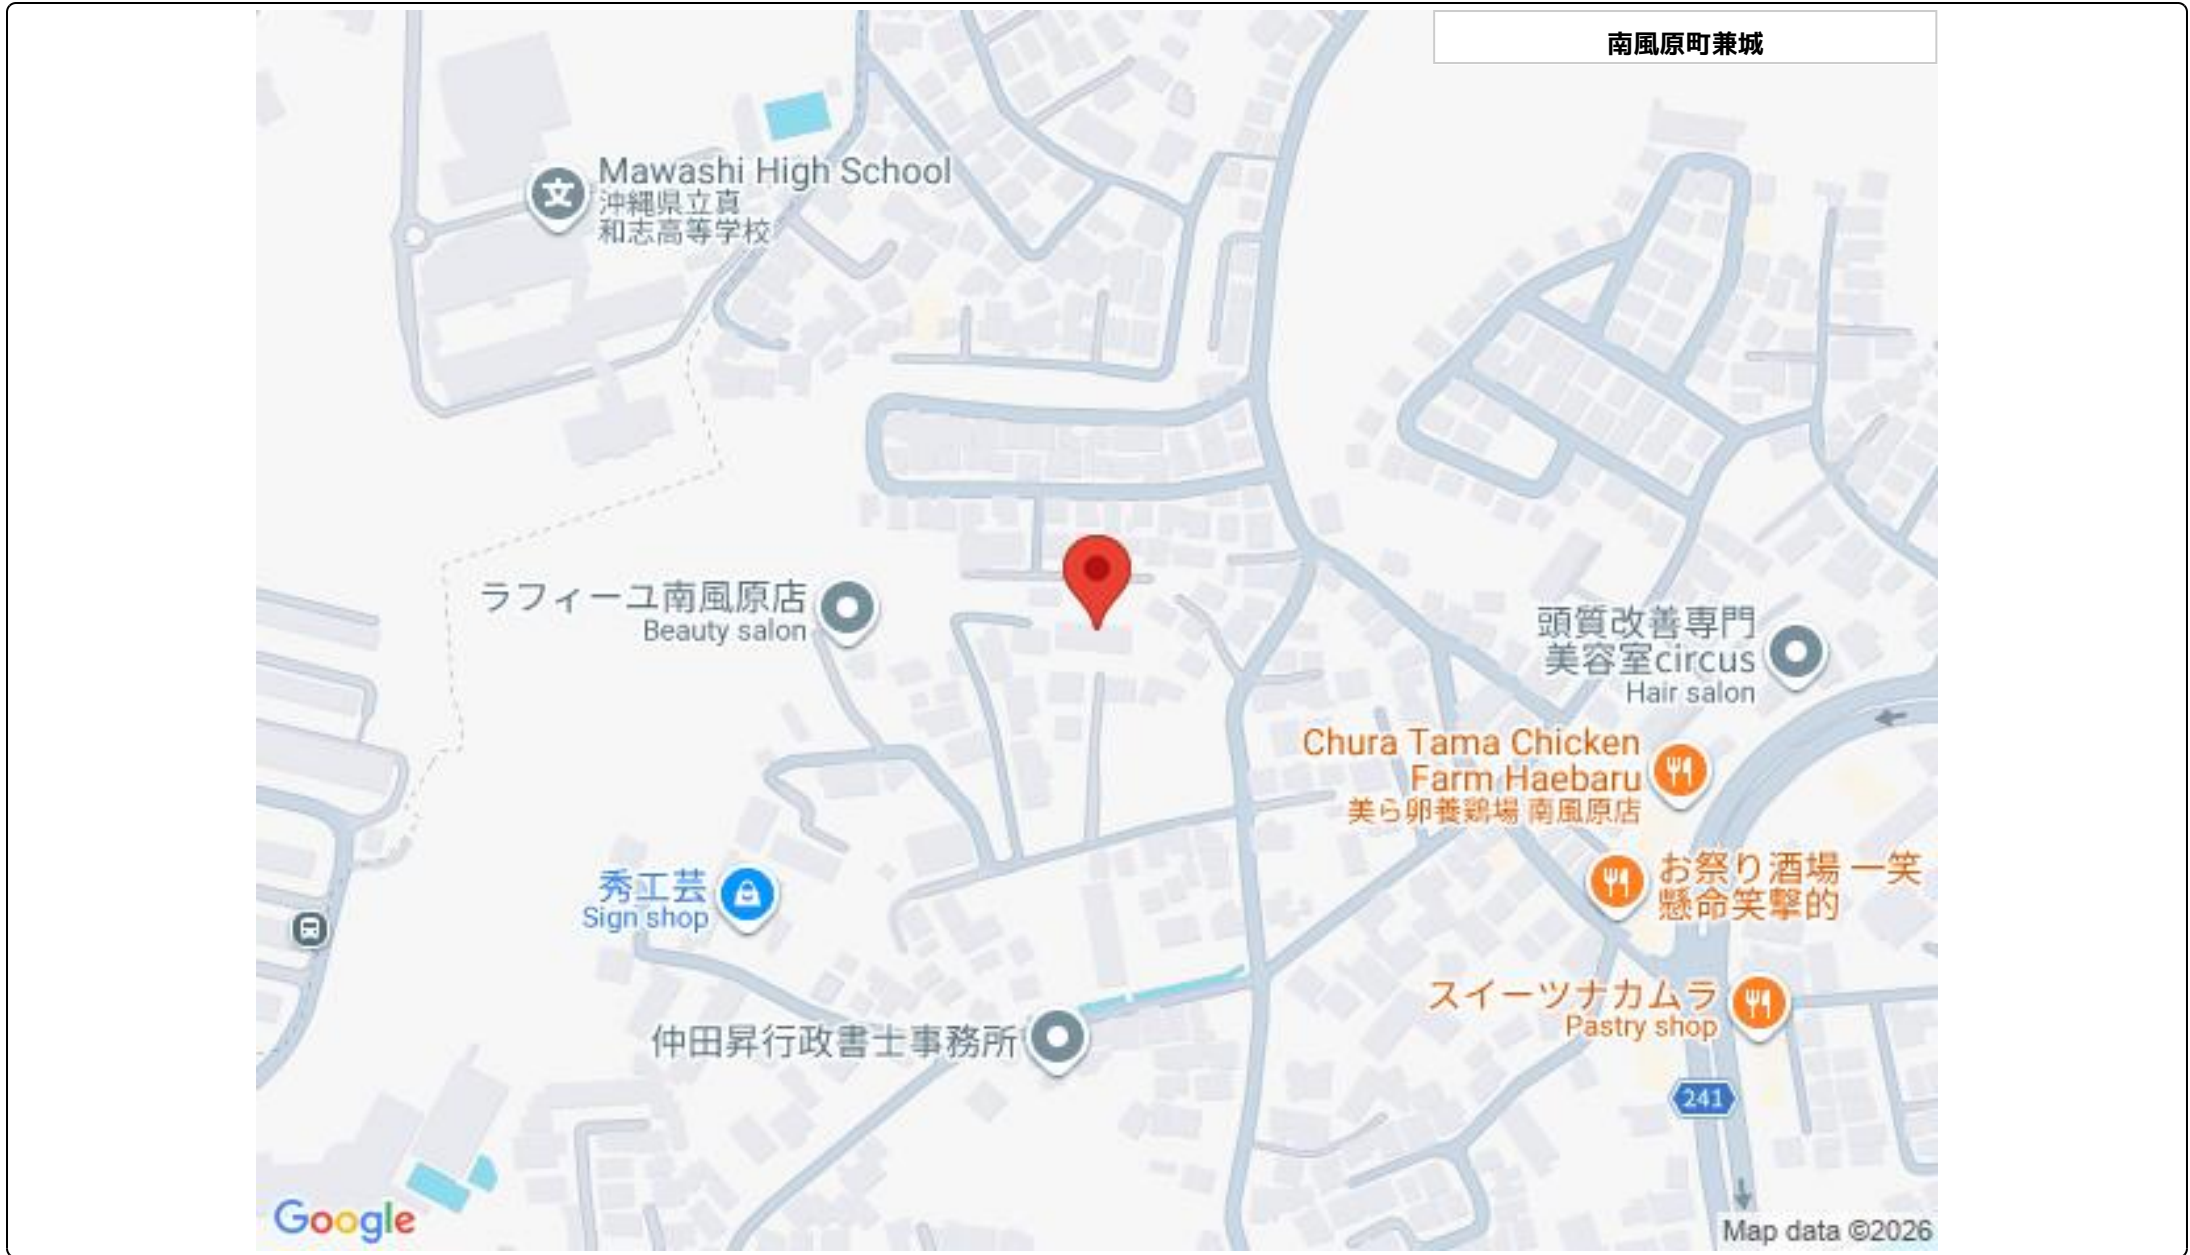 南風原町兼城
Mawashi High School
沖縄県立真
和志高等学校
ラフィーユ南風原店
Beauty salon
頭質改善専門
美容室circus
Hair salon
Chura Tama Chicken
Farm Haebaru
美ら卵養鶏場 南風原店
お祭り酒場 一笑
懸命笑撃的
秀工芸
Sign shop
スイーツナカムラ
Pastry shop
仲田昇行政書士事務所
241
Google
Map data ©2026